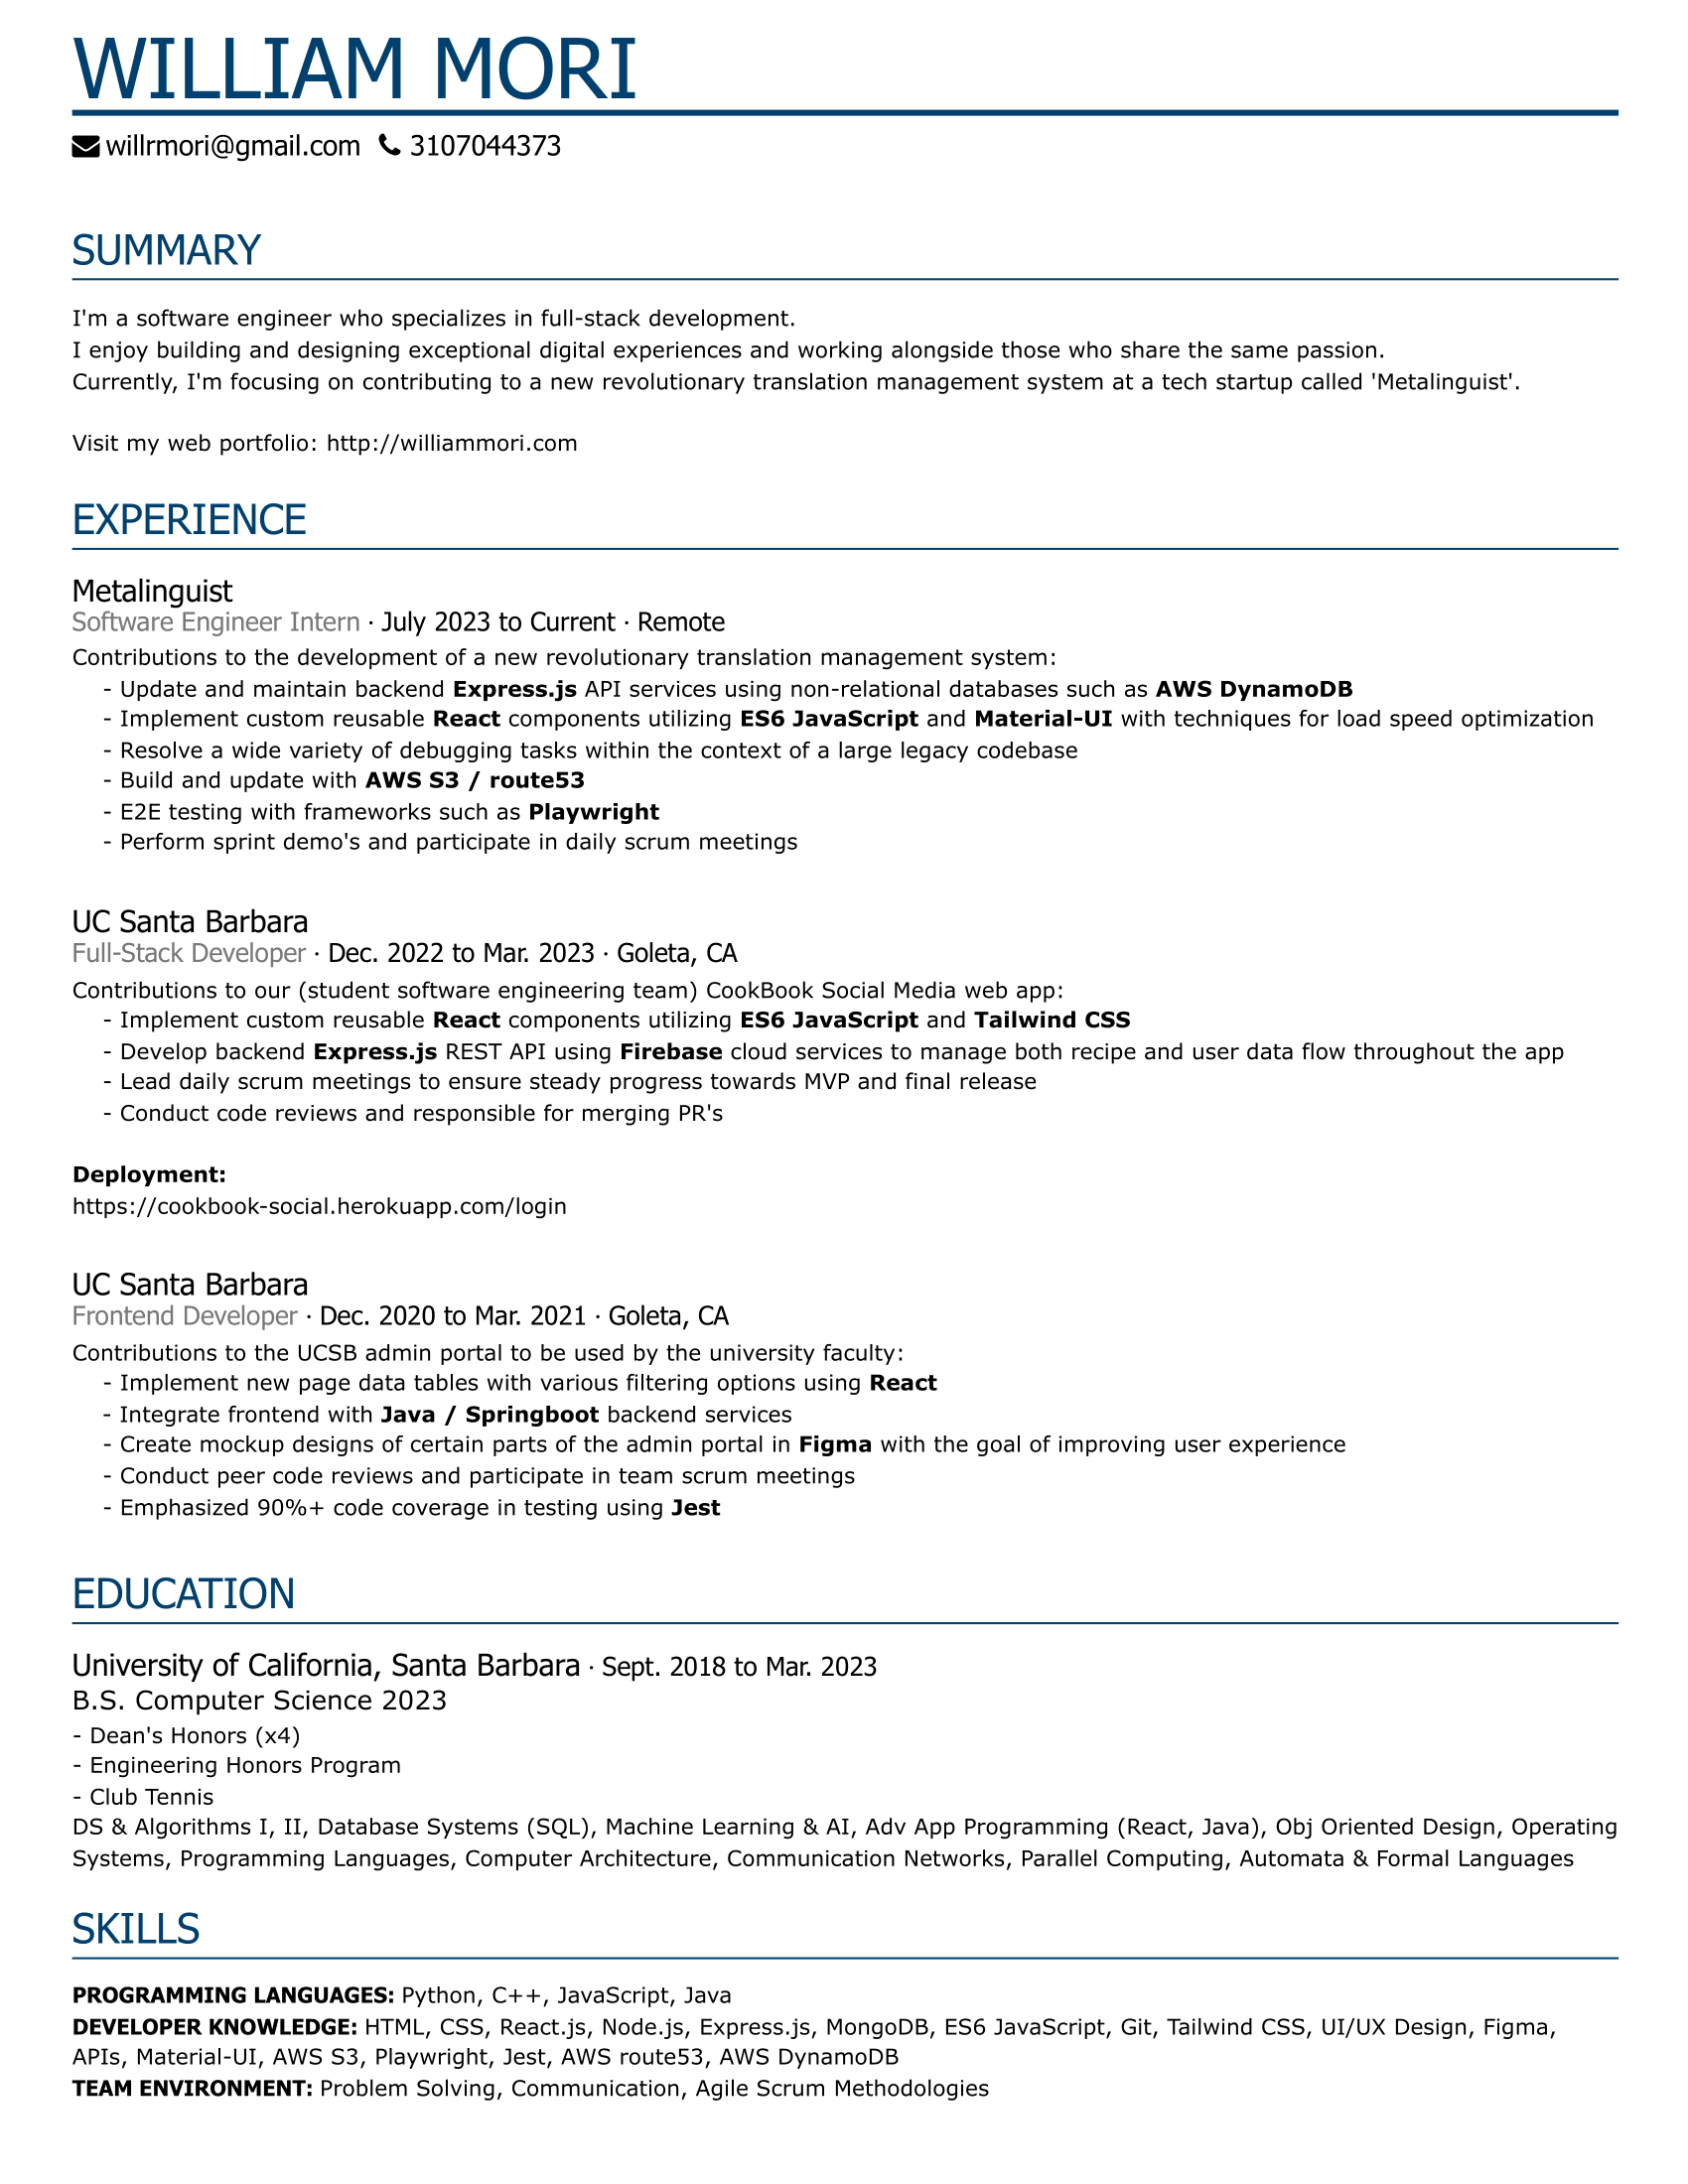 WILLIAM MORI
willrmori@gmail.com 3107044373
SUMMARY
I'm a software engineer who specializes in full-stack development.
I enjoy building and designing exceptional digital experiences and working alongside those who share the same passion.
Currently, I'm focusing on contributing to a new revolutionary translation management system at a tech startup called 'Metalinguist'.
Visit my web portfolio: http://williammori.com
EXPERIENCE
Metalinguist
Software Engineer Intern · July 2023 to Current · Remote
Contributions to the development of a new revolutionary translation management system:
- Update and maintain backend Express.js API services using non-relational databases such as AWS DynamoDB
- Implement custom reusable React components utilizing ES6 JavaScript and Material-UI with techniques for load speed optimization
- Resolve a wide variety of debugging tasks within the context of a large legacy codebase
- Build and update with AWS S3 / route53
- E2E testing with frameworks such as Playwright
- Perform sprint demo's and participate in daily scrum meetings
UC Santa Barbara
Full-Stack Developer · Dec. 2022 to Mar. 2023 · Goleta, CA
Contributions to our (student software engineering team) CookBook Social Media web app:
- Implement custom reusable React components utilizing ES6 JavaScript and Tailwind CSS
- Develop backend Express.js REST API using Firebase cloud services to manage both recipe and user data flow throughout the app
- Lead daily scrum meetings to ensure steady progress towards MVP and final release
- Conduct code reviews and responsible for merging PR's
Deployment:
https://cookbook-social.herokuapp.com/login
UC Santa Barbara
Frontend Developer · Dec. 2020 to Mar. 2021 · Goleta, CA
Contributions to the UCSB admin portal to be used by the university faculty:
- Implement new page data tables with various filtering options using React
- Integrate frontend with Java / Springboot backend services
- Create mockup designs of certain parts of the admin portal in Figma with the goal of improving user experience
- Conduct peer code reviews and participate in team scrum meetings
- Emphasized 90%+ code coverage in testing using Jest
EDUCATION
University of California, Santa Barbara · Sept. 2018 to Mar. 2023
B.S. Computer Science 2023
- Dean's Honors (x4)
- Engineering Honors Program
- Club Tennis
DS & Algorithms I, II, Database Systems (SQL), Machine Learning & AI, Adv App Programming (React, Java), Obj Oriented Design, Operating
Systems, Programming Languages, Computer Architecture, Communication Networks, Parallel Computing, Automata & Formal Languages
SKILLS
PROGRAMMING LANGUAGES: Python, C++, JavaScript, Java
DEVELOPER KNOWLEDGE: HTML, CSS, React.js, Node.js, Express.js, MongoDB, ES6 JavaScript, Git, Tailwind CSS, UI/UX Design, Figma,
APIs, Material-UI, AWS S3, Playwright, Jest, AWS route53, AWS DynamoDB
TEAM ENVIRONMENT: Problem Solving, Communication, Agile Scrum Methodologies